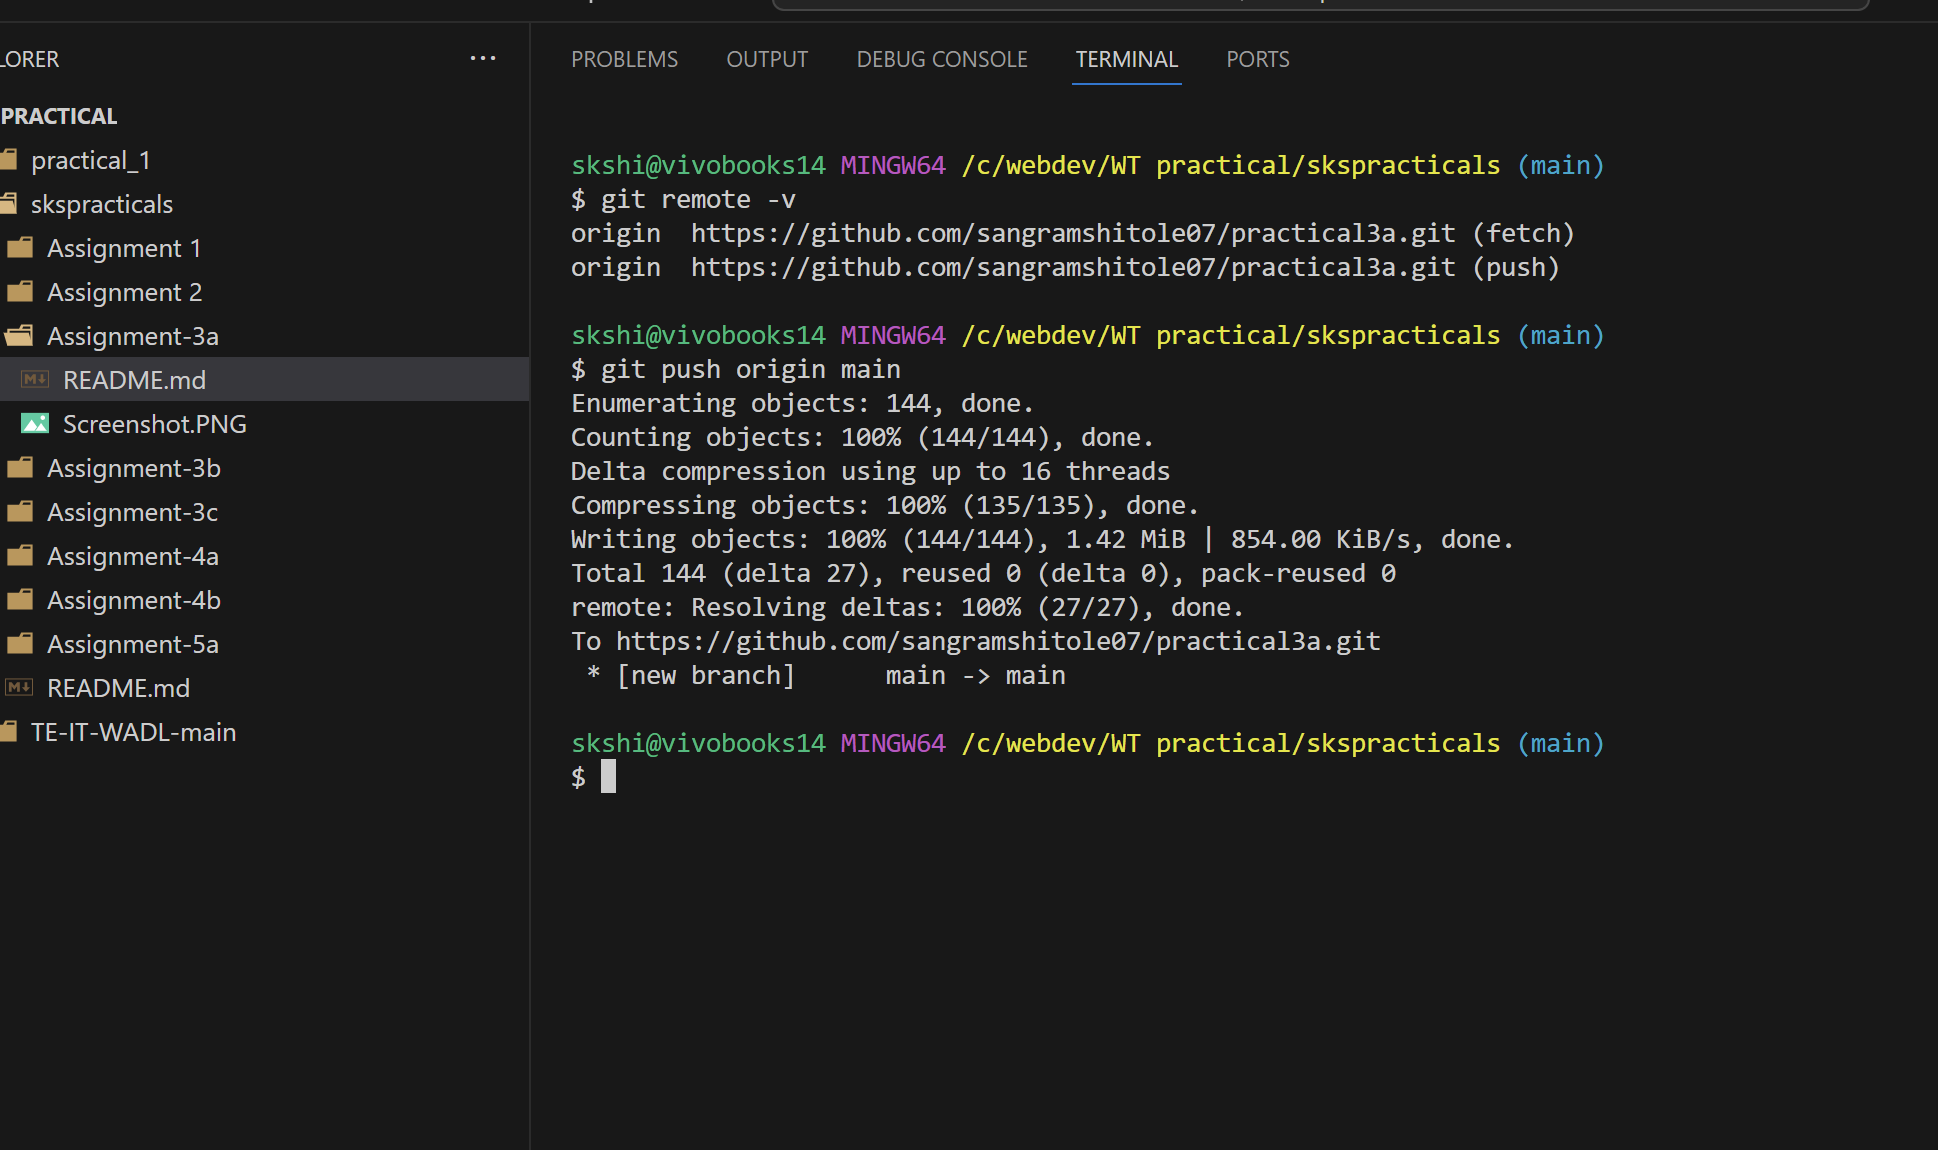 LORER
PRACTICAL
practical_1
skspracticals
Assignment 1
Assignment 2
Assignment-3a
README.md
Screenshot.PNG
Assignment-3b
Assignment-3c
Assignment-4a
Assignment-4b
Assignment-5a
README.md
TE-IT-WADL-main
PROBLEMS OUTPUT DEBUG CONSOLE TERMINAL PORTS
skshi@vivobooks14 MINGW64 /c/webdev/WT practical/skspracticals (main)
$ git remote -v
origin  https://github.com/sangramshitole07/practical3a.git (fetch)
origin  https://github.com/sangramshitole07/practical3a.git (push)
skshi@vivobooks14 MINGW64 /c/webdev/WT practical/skspracticals (main)
$ git push origin main
Enumerating objects: 144, done.
Counting objects: 100% (144/144), done.
Delta compression using up to 16 threads
Compressing objects: 100% (135/135), done.
Writing objects: 100% (144/144), 1.42 MiB | 854.00 KiB/s, done.
Total 144 (delta 27), reused 0 (delta 0), pack-reused 0
remote: Resolving deltas: 100% (27/27), done.
To https://github.com/sangramshitole07/practical3a.git
 * [new branch]      main -> main
skshi@vivobooks14 MINGW64 /c/webdev/WT practical/skspracticals (main)
$